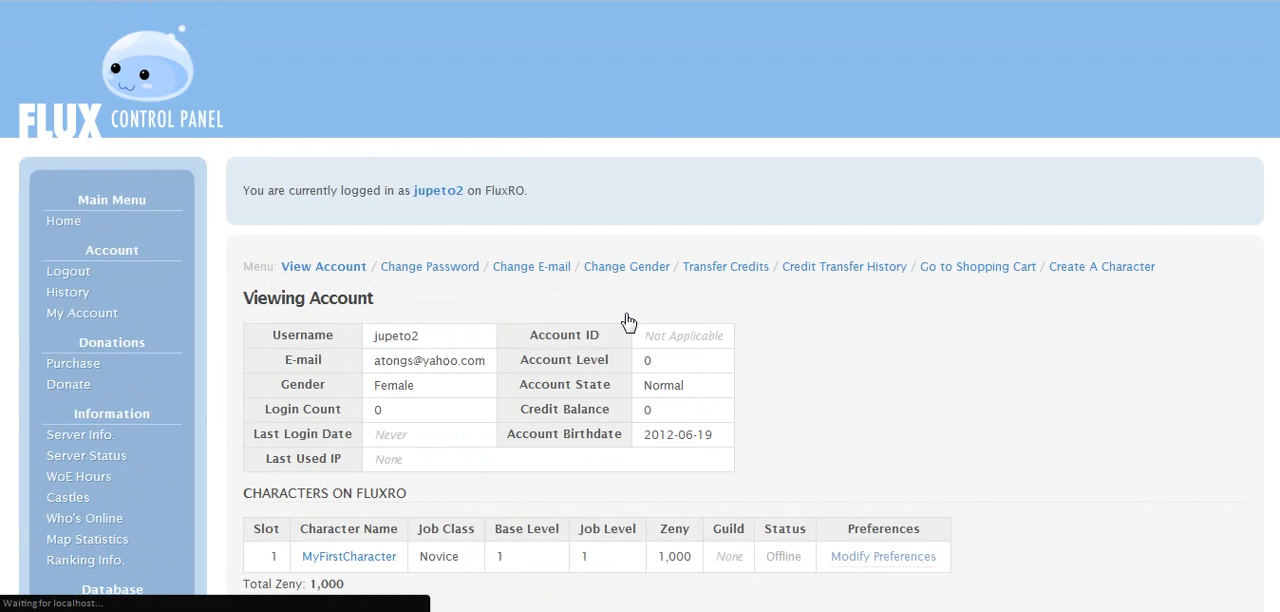 FLUX CONTROL PANEL
You are currently logged in as jupeto2 on FluxRO.
Main Menu
Home
Account
Logout
History
My Account
Donations
Purchase
Donate
Information
Server Info.
Server Status
WoE Hours
Castles
Who's Online
Map Statistics
Ranking Info.
Database
Menu: View Account / Change Password / Change E-mail / Change Gender / Transfer Credits / Credit Transfer History / Go to Shopping Cart / Create A Character
Viewing Account
Username jupeto2 Account ID Not Applicable
E-mail atongs@yahoo.com Account Level 0
Gender Female Account State Normal
Login Count 0 Credit Balance 0
Last Login Date Never Account Birthdate 2012-06-19
Last Used IP None
CHARACTERS ON FLUXRO
Slot Character Name Job Class Base Level Job Level Zeny Guild Status Preferences
1 MyFirstCharacter Novice 1 1 1,000 None Offline Modify Preferences
Total Zeny: 1,000
Waiting for localhost...